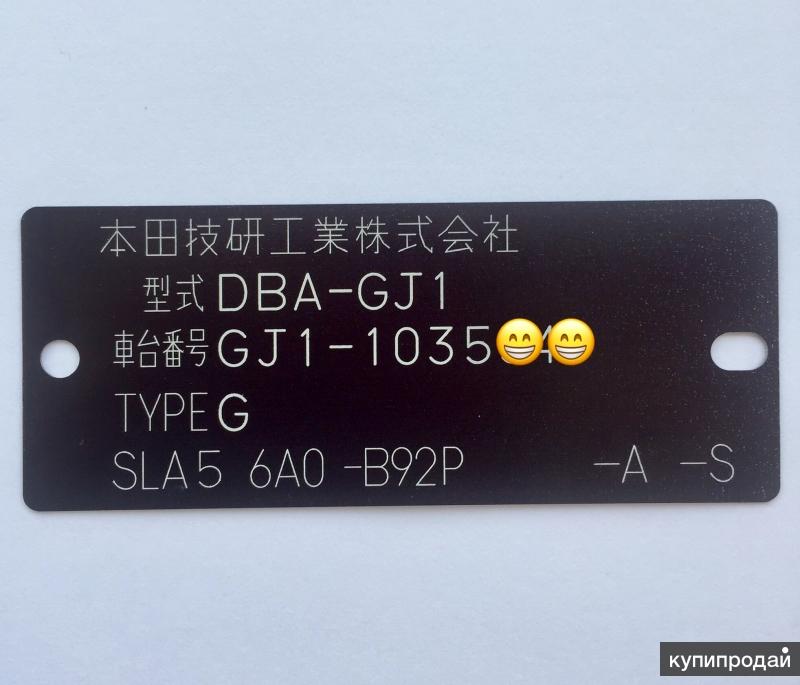 本田技研工業株式会社
型式 DBA-GJ1
車台番号 GJ1-1035😁4😁
TYPE G
SLA5 6A0 -B92P -A -S
купипродай